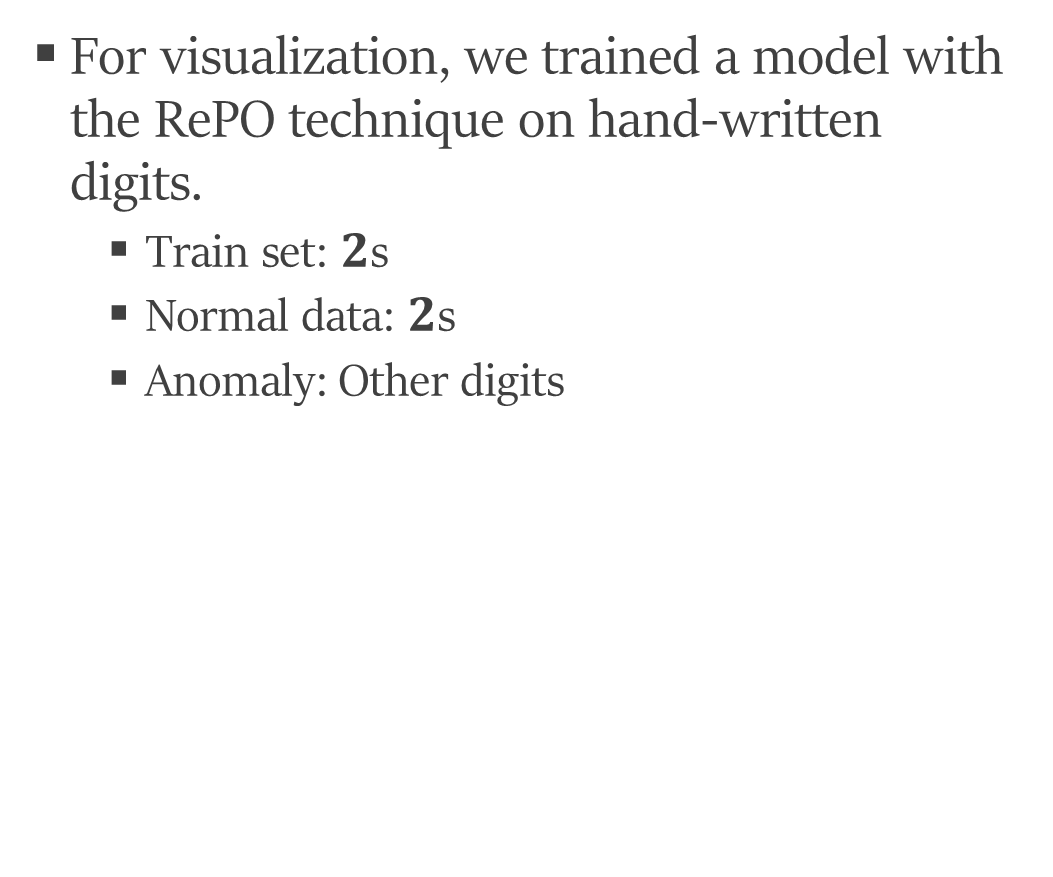 ▪ For visualization, we trained a model with
the RePO technique on hand-written
digits.
▪ Train set: 2s
▪ Normal data: 2s
▪ Anomaly: Other digits